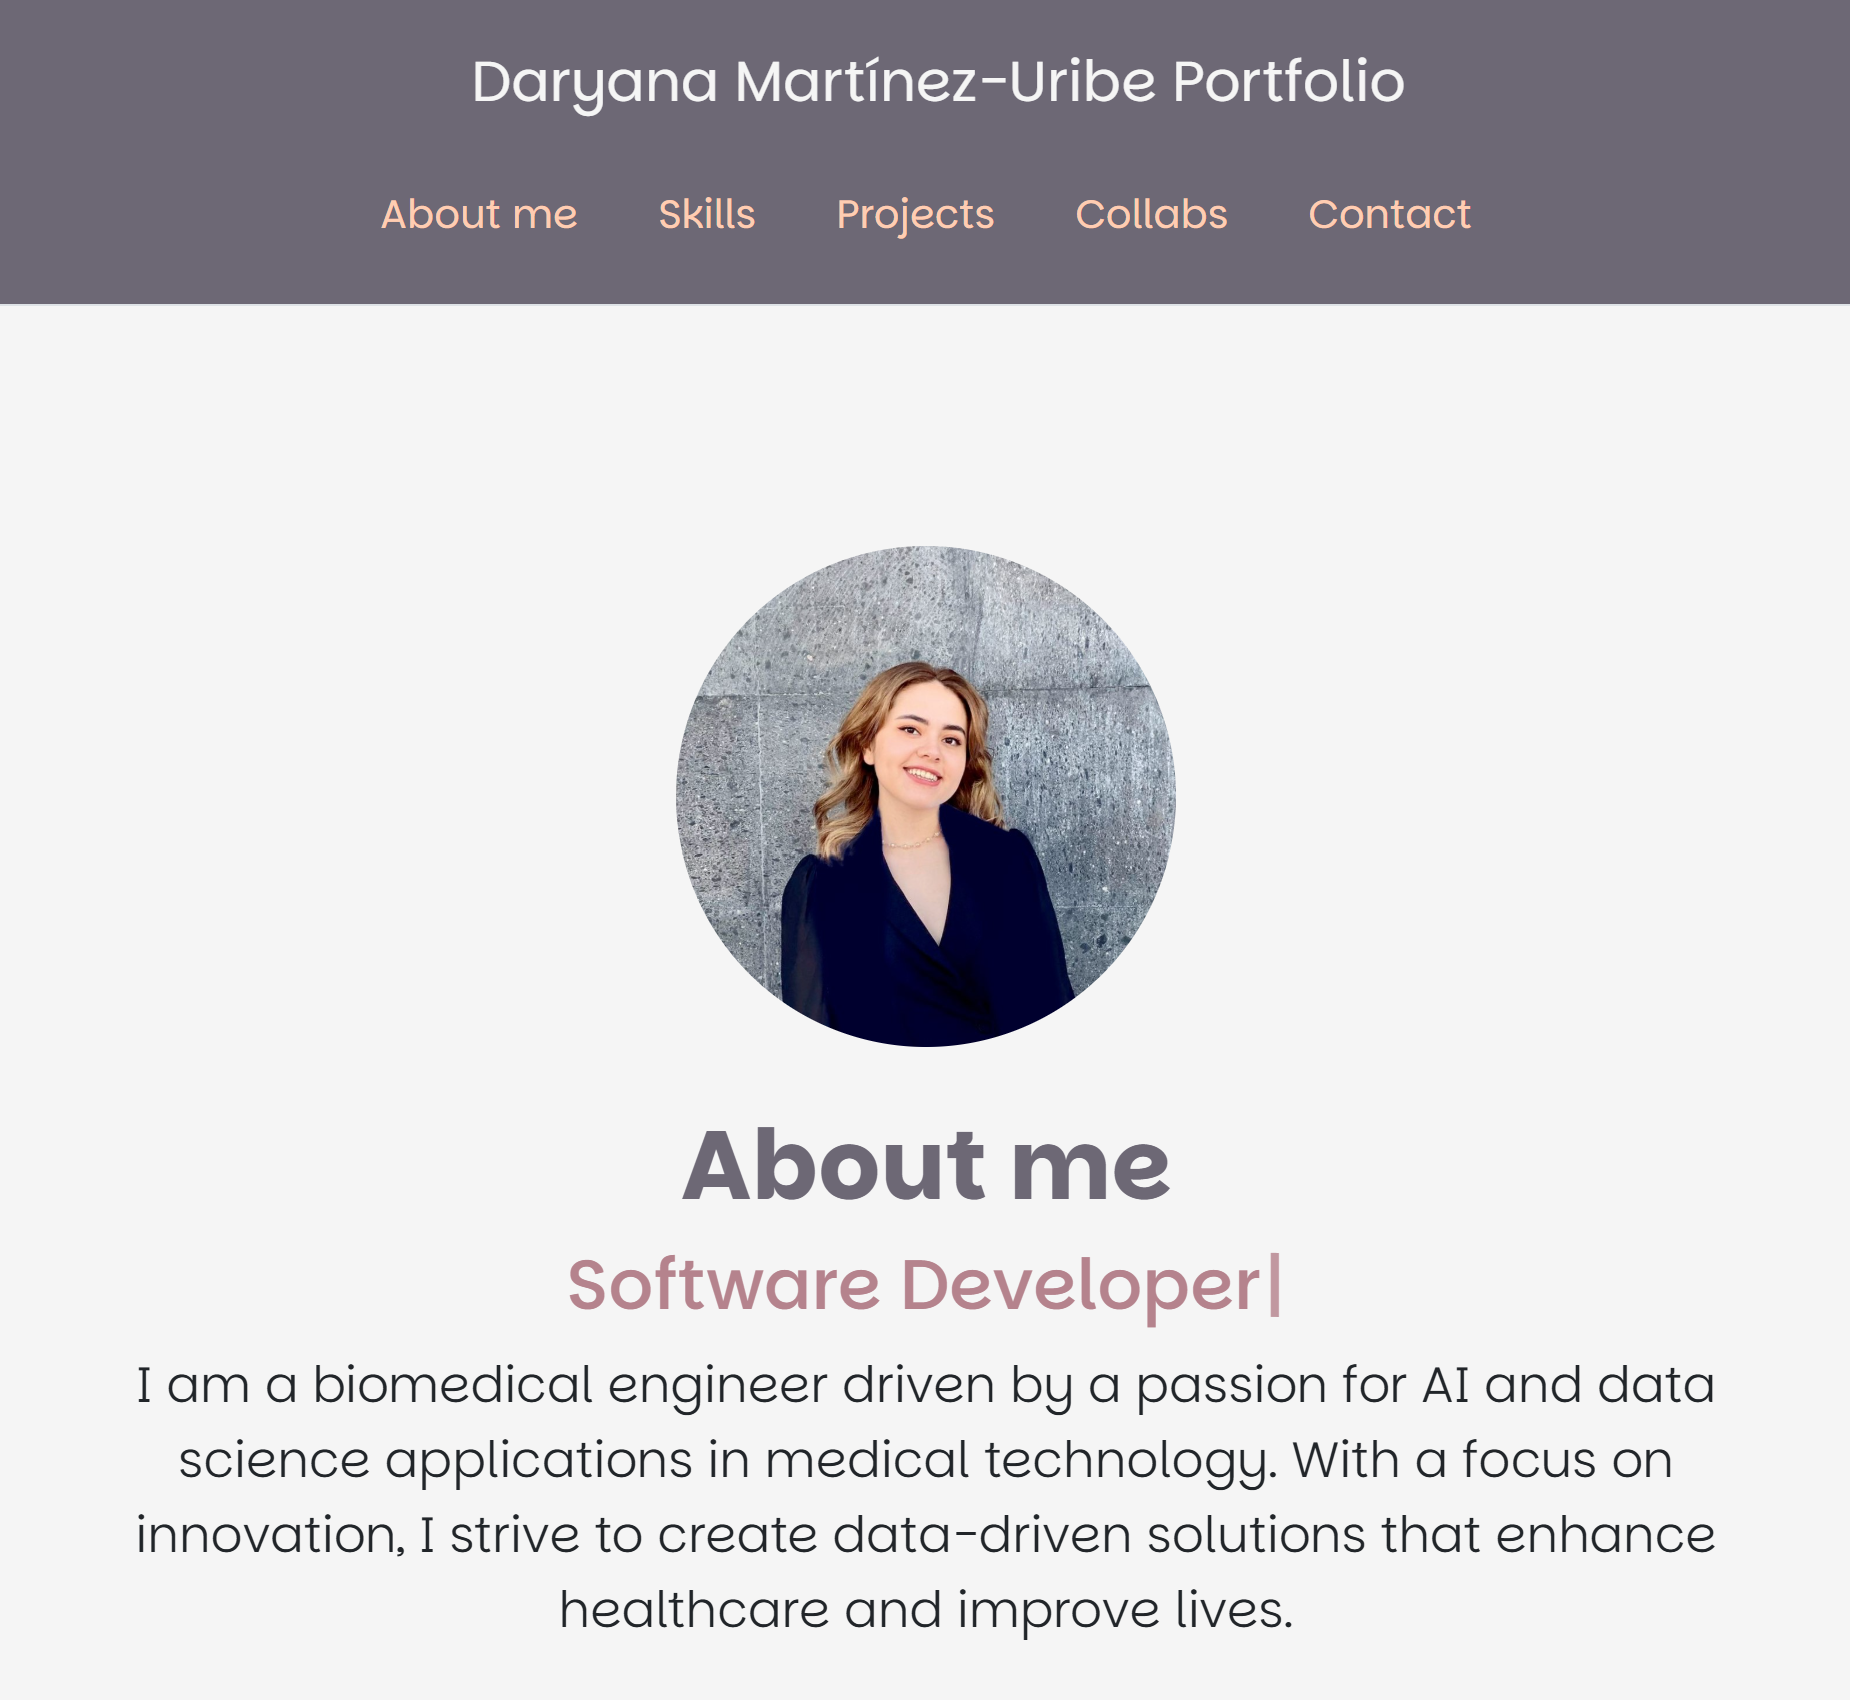 Daryana Martínez-Uribe Portfolio
About me Skills Projects Collabs Contact
About me
Software Developer|
I am a biomedical engineer driven by a passion for AI and data
science applications in medical technology. With a focus on
innovation, I strive to create data-driven solutions that enhance
healthcare and improve lives.